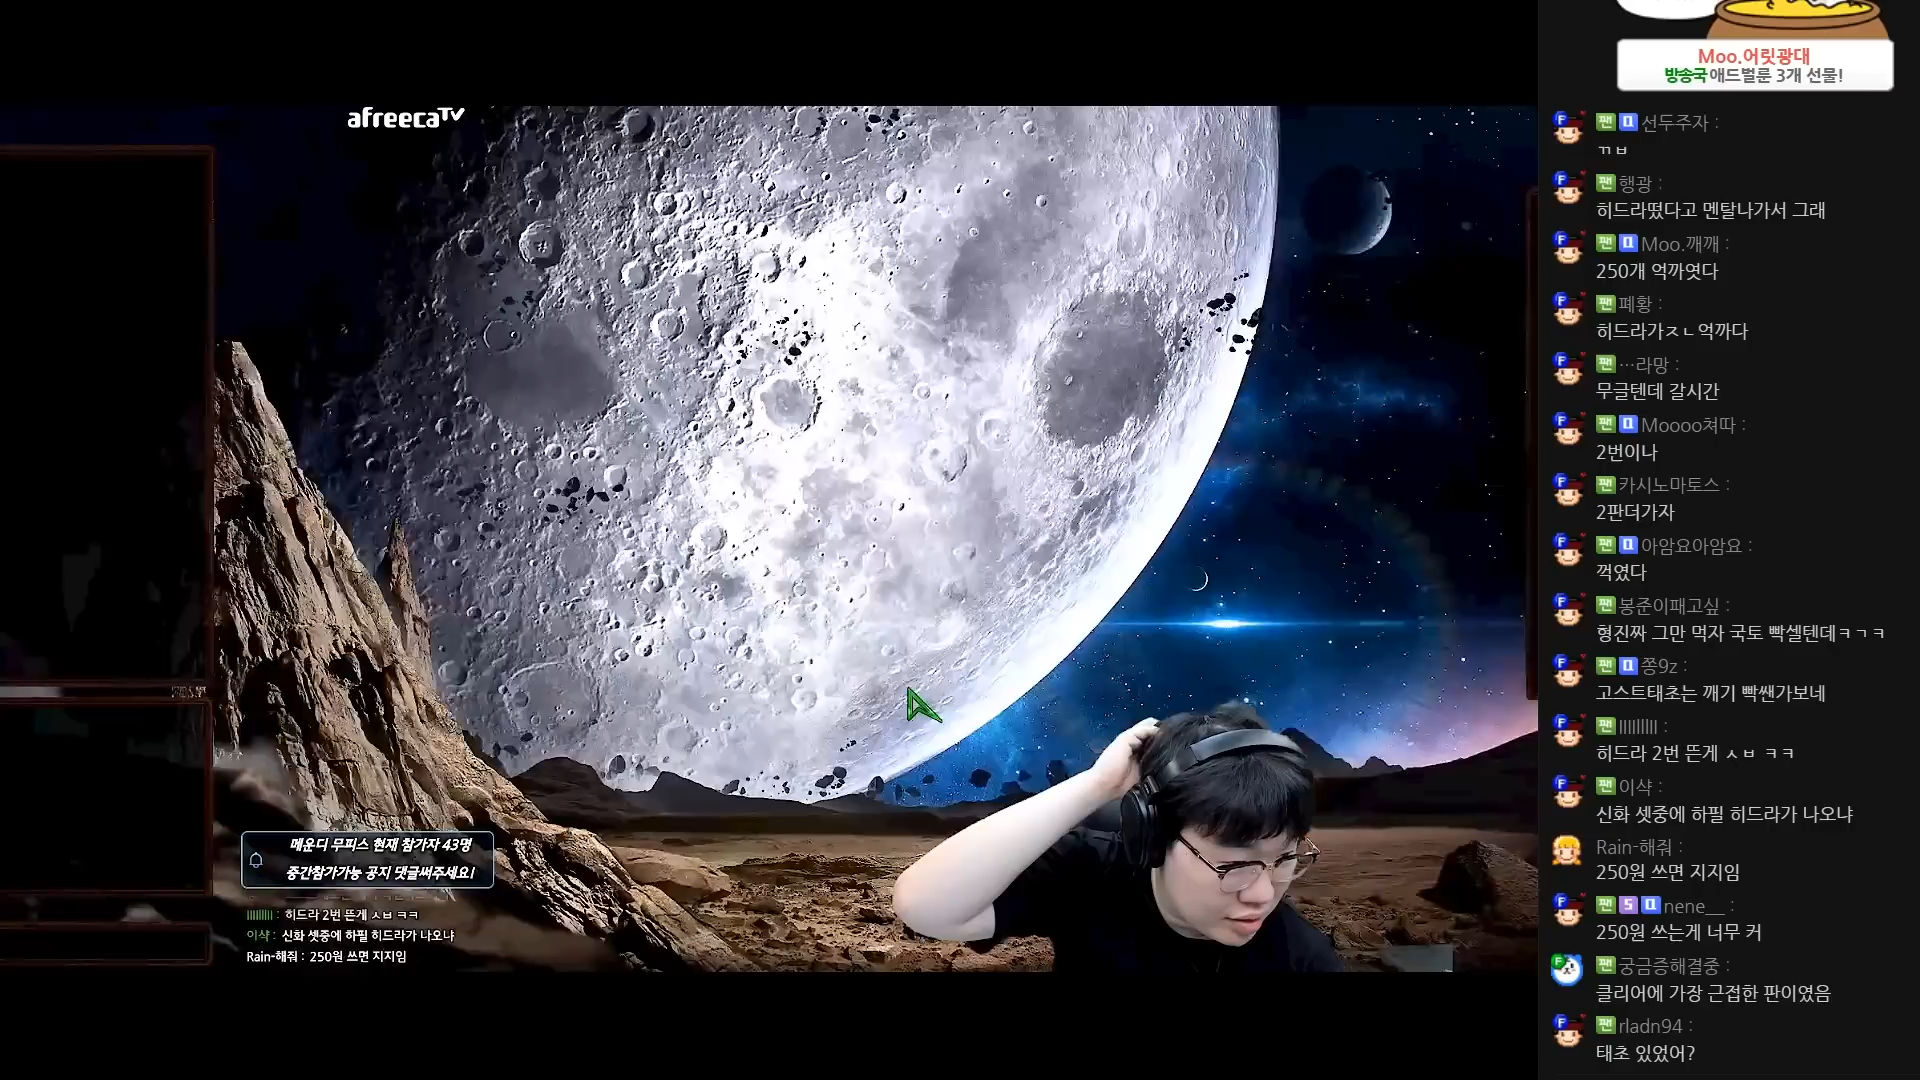 afreecaTV
메운디 무피스 현재 참가자 43명
중간참가가능 공지 댓글써주세요!
lllllllll : 히드라 2번 뜬게 ㅅㅂ ㅋㅋ
이샥 : 신화 셋중에 하필 히드라가 나오냐
Rain-해줘 : 250원 쓰면 지지임
Moo.어릿광대
방송국 애드벌룬 3개 선물!
팬 선두주자 :
ㄲㅂ
팬 행광 :
히드라떴다고 멘탈나가서 그래
팬 Moo.깨깨 :
250개 억까엿다
팬 폐황 :
히드라가ㅈㄴ억까다
팬 …라망 :
무글텐데 갈시간
팬 Moooo쳐따 :
2번이나
팬 카시노마토스 :
2판더가자
팬 아암요아암요 :
꺽였다
팬 봉준이패고싶 :
형진짜 그만 먹자 국토 빡셀텐데ㅋㄱㅋ
팬 쫑9z :
고스트태초는 깨기 빡쌘가보네
팬 lllllllll :
히드라 2번 뜬게 ㅅㅂ ㅋㅋ
팬 이샥 :
신화 셋중에 하필 히드라가 나오냐
Rain-해줘 :
250원 쓰면 지지임
팬 S nene__ :
250원 쓰는게 너무 커
팬 궁금증해결중 :
클리어에 가장 근접한 판이였음
팬 rladn94 :
태초 있었어?